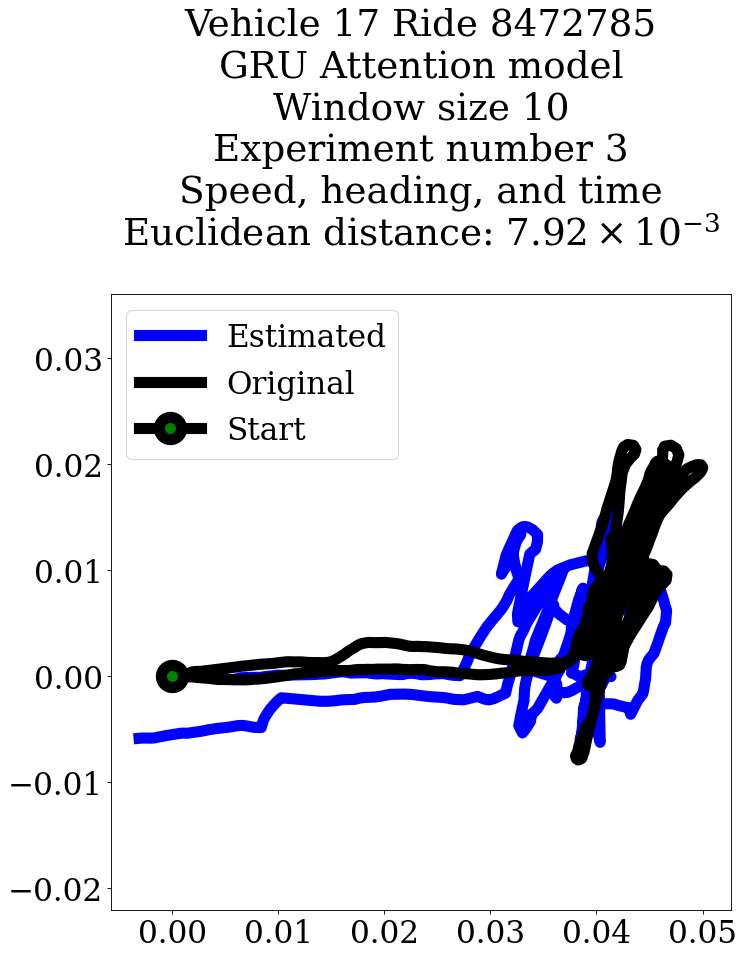 Vehicle 17 Ride 8472785
GRU Attention model
Window size 10
Experiment number 3
Speed, heading, and time
Euclidean distance: 7.92 × 10⁻³
Estimated
Original
Start
0.03
0.02
0.01
0.00
−0.01
−0.02
0.00 0.01 0.02 0.03 0.04 0.05